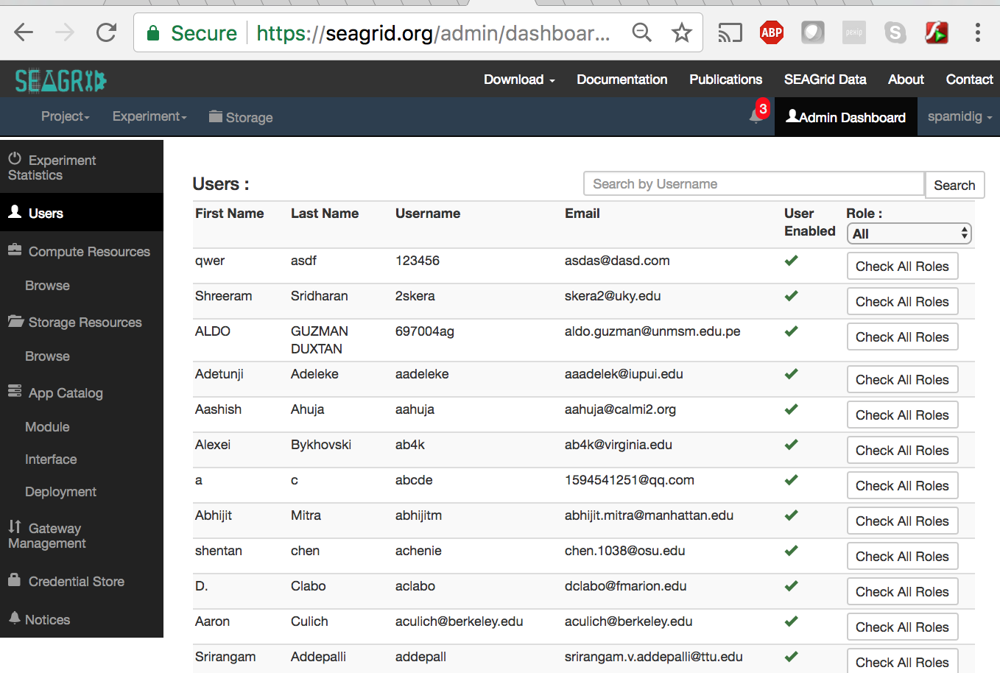 Secure https://seagrid.org/admin/dashboar...
ABP
pexip
SEAGRID
Download Documentation Publications SEAGrid Data About Contact
Project Experiment Storage 3 Admin Dashboard spamidig
Experiment
Statistics
Users
Compute Resources
Browse
Storage Resources
Browse
App Catalog
Module
Interface
Deployment
Gateway
Management
Credential Store
Notices
Users :
Search by Username Search
First Name Last Name Username Email User Enabled Role :
All
qwer asdf 123456 asdas@dasd.com Check All Roles
Shreeram Sridharan 2skera skera2@uky.edu Check All Roles
ALDO GUZMAN DUXTAN 697004ag aldo.guzman@unmsm.edu.pe Check All Roles
Adetunji Adeleke aadeleke aaadelek@iupui.edu Check All Roles
Aashish Ahuja aahuja aahuja@calmi2.org Check All Roles
Alexei Bykhovski ab4k ab4k@virginia.edu Check All Roles
a c abcde 1594541251@qq.com Check All Roles
Abhijit Mitra abhijitm abhijit.mitra@manhattan.edu Check All Roles
shentan chen achenie chen.1038@osu.edu Check All Roles
D. Clabo aclabo dclabo@fmarion.edu Check All Roles
Aaron Culich aculich@berkeley.edu aculich@berkeley.edu Check All Roles
Srirangam Addepalli addepall srirangam.v.addepalli@ttu.edu Check All Roles